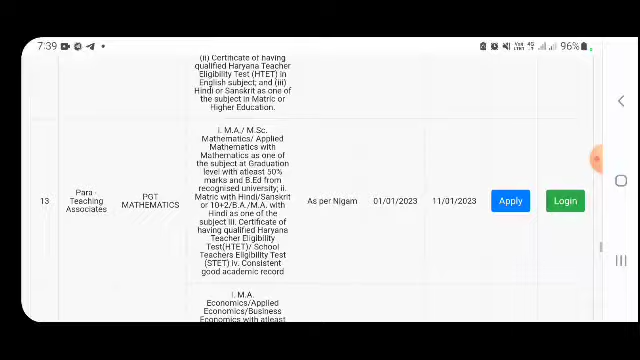 7:39 96%
(ii) Certificate of having
qualified Haryana Teacher
Eligibility Test (HTET) in
English subject; and (iii)
Hindi or Sanskrit as one of
the subject in Matric or
Higher Education.
13
Para -
Teaching
Associates
PGT
MATHEMATICS
i. M.A./ M.Sc.
Mathematics/ Applied
Mathematics with
Mathematics as one of
the subject at Graduation
level with atleast 50%
marks and B.Ed from
recognised university; ii.
Matric with Hindi/Sanskrit
or 10+2/B.A./M.A. with
Hindi as one of the
subject iii. Certificate of
having qualified Haryana
Teacher Eligibility
Test(HTET)/ School
Teachers Eligibility Test
(STET) iv. Consistent
good academic record
As per Nigam
01/01/2023
11/01/2023
Apply
Login
i. M.A.
Economics/Applied
Economics/Business
Economics with atleast